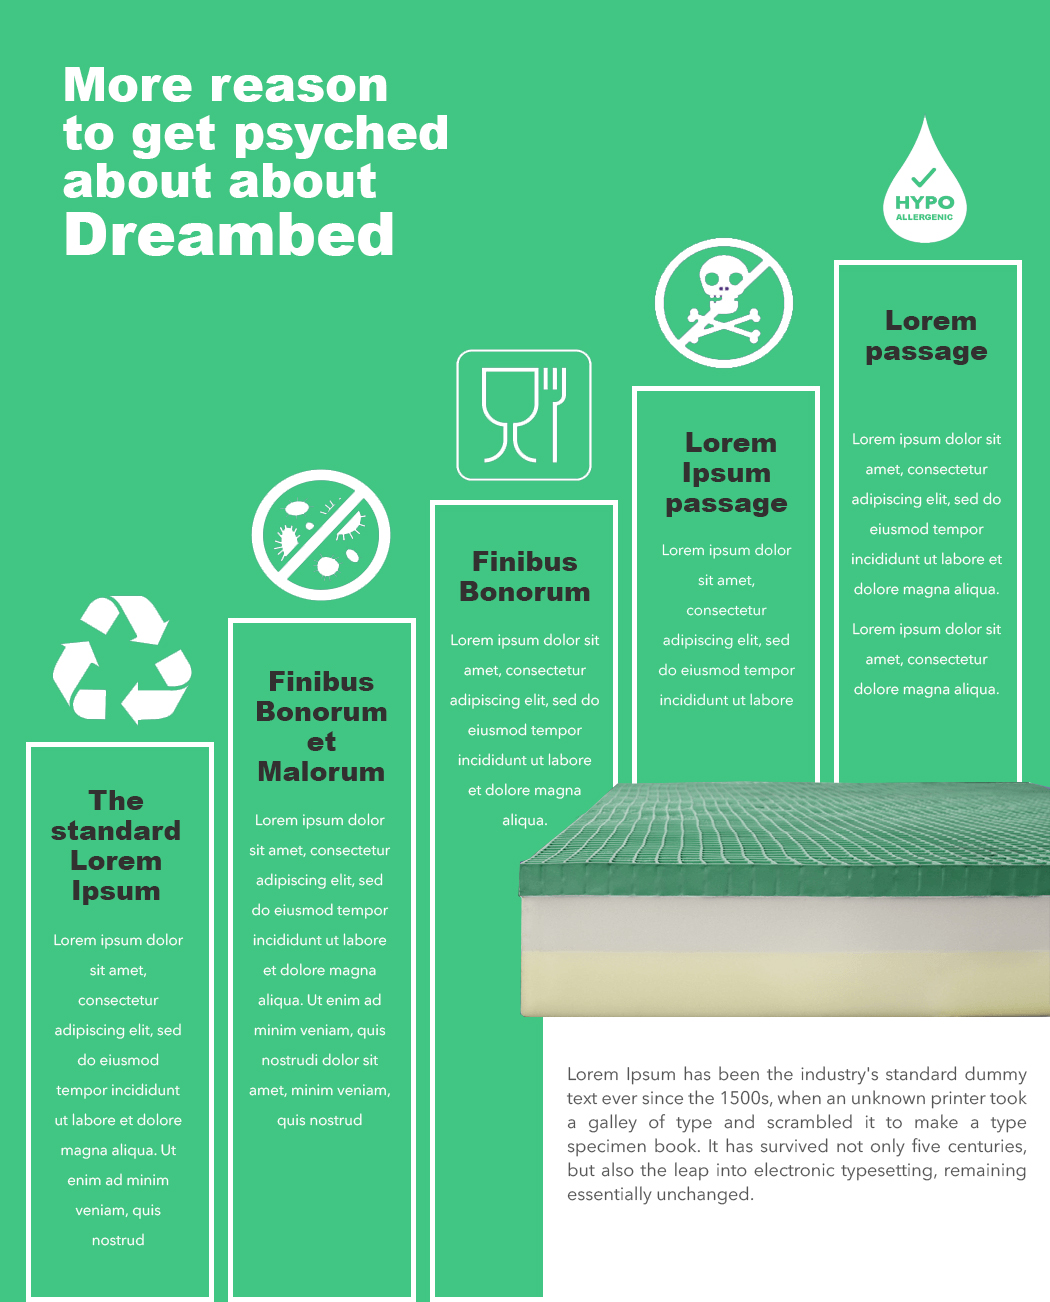 More reason
to get psyched
about about
Dreambed
HYPO
ALLERGENIC
The
standard
Lorem
Ipsum
Lorem ipsum dolor
sit amet,
consectetur
adipiscing elit, sed
do eiusmod
tempor incididunt
ut labore et dolore
magna aliqua. Ut
enim ad minim
veniam, quis
nostrud
Finibus
Bonorum
et
Malorum
Lorem ipsum dolor
sit amet, consectetur
adipiscing elit, sed
do eiusmod tempor
incididunt ut labore
et dolore magna
aliqua. Ut enim ad
minim veniam, quis
nostrudi dolor sit
amet, minim veniam,
quis nostrud
Finibus
Bonorum
Lorem ipsum dolor sit
amet, consectetur
adipiscing elit, sed do
eiusmod tempor
incididunt ut labore
et dolore magna
aliqua.
Lorem
Ipsum
passage
Lorem ipsum dolor
sit amet,
consectetur
adipiscing elit, sed
do eiusmod tempor
incididunt ut labore
Lorem
passage
Lorem ipsum dolor sit
amet, consectetur
adipiscing elit, sed do
eiusmod tempor
incididunt ut labore et
dolore magna aliqua.
Lorem ipsum dolor sit
amet, consectetur
dolore magna aliqua.
Lorem Ipsum has been the industry's standard dummy
text ever since the 1500s, when an unknown printer took
a galley of type and scrambled it to make a type
specimen book. It has survived not only five centuries,
but also the leap into electronic typesetting, remaining
essentially unchanged.